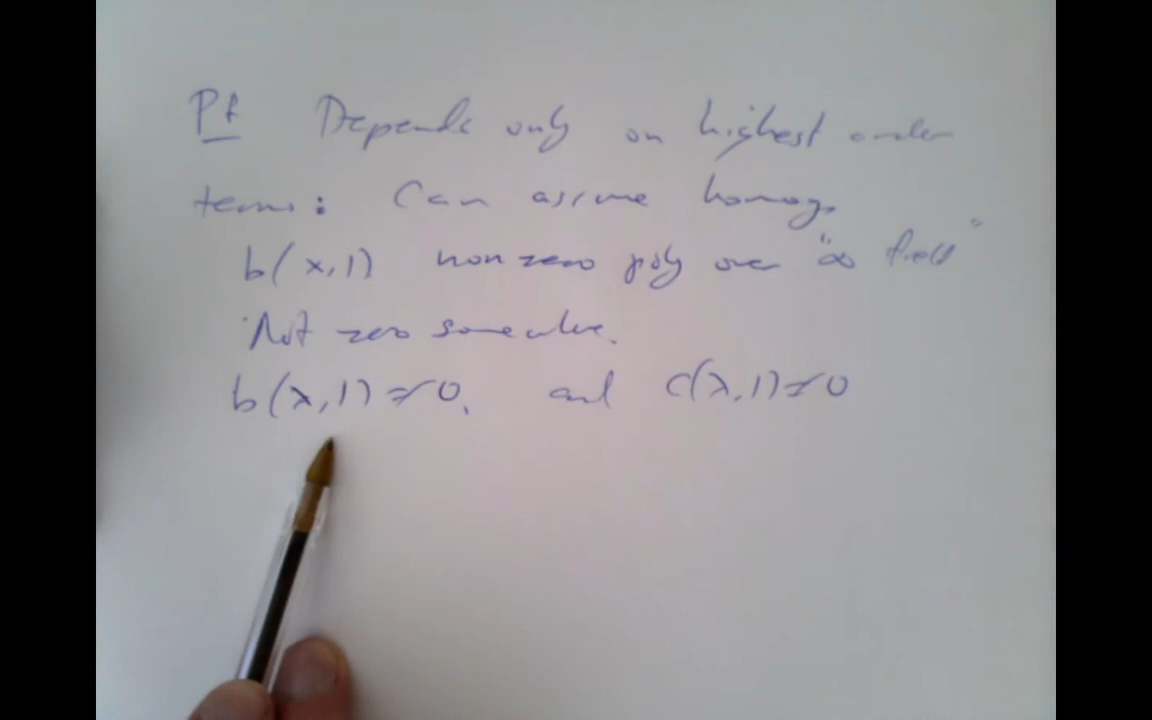 Pf Depends only on highest order
terms: Can assume homog.
b(x,1) nonzero poly over "∞ field"
Not zero somewhere.
b(λ,1)≠0, and c(λ,1)≠0